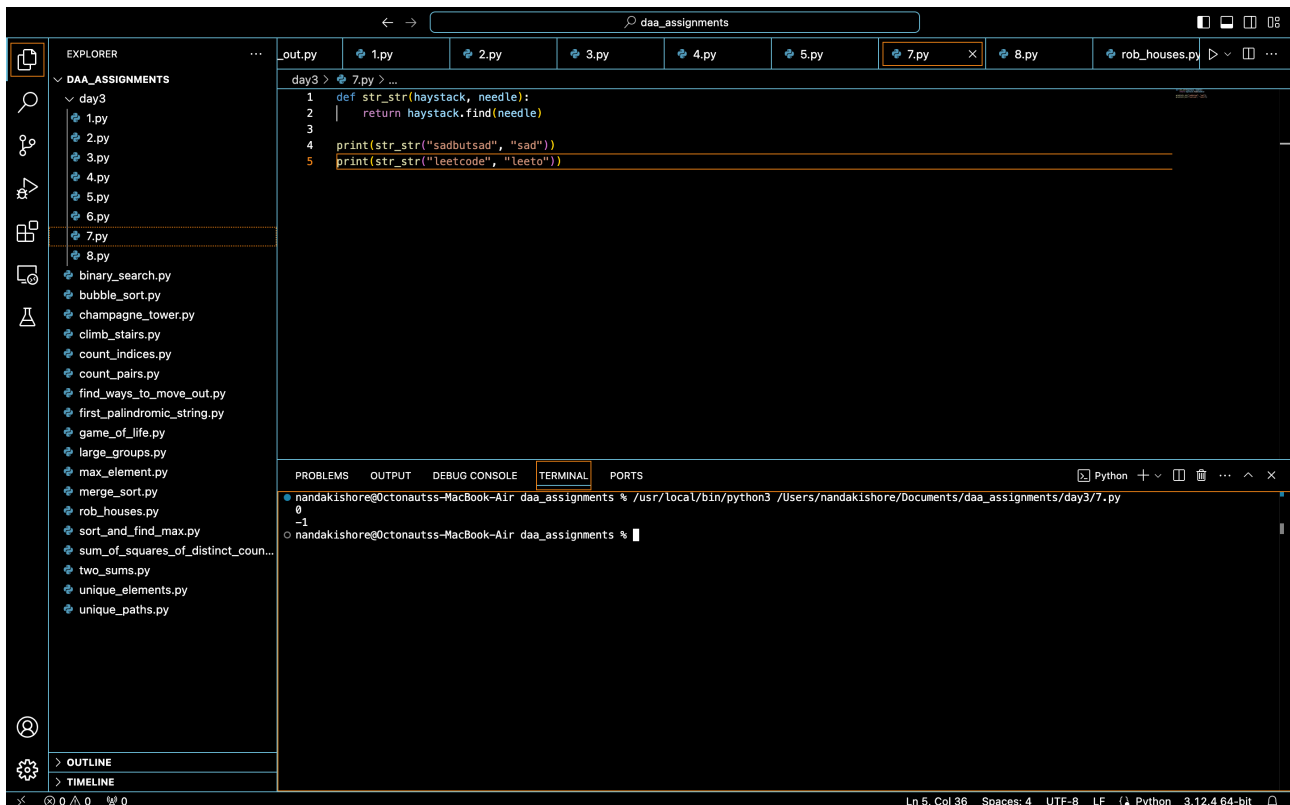 daa_assignments
EXPLORER
_out.py 1.py 2.py 3.py 4.py 5.py 7.py 8.py rob_houses.py
DAA_ASSIGNMENTS
day3
1.py
2.py
3.py
4.py
5.py
6.py
7.py
8.py
binary_search.py
bubble_sort.py
champagne_tower.py
climb_stairs.py
count_indices.py
count_pairs.py
find_ways_to_move_out.py
first_palindromic_string.py
game_of_life.py
large_groups.py
max_element.py
merge_sort.py
rob_houses.py
sort_and_find_max.py
sum_of_squares_of_distinct_coun...
two_sums.py
unique_elements.py
unique_paths.py
OUTLINE
TIMELINE
day3 > 7.py > ...
1 def str_str(haystack, needle):
2 return haystack.find(needle)
3
4 print(str_str("sadbutsad", "sad"))
5 print(str_str("leetcode", "leeto"))
PROBLEMS OUTPUT DEBUG CONSOLE TERMINAL PORTS Python
nandakishore@Octonautss-MacBook-Air daa_assignments % /usr/local/bin/python3 /Users/nandakishore/Documents/daa_assignments/day3/7.py
0
-1
nandakishore@Octonautss-MacBook-Air daa_assignments %
0 0 0 Ln 5, Col 36 Spaces: 4 UTF-8 LF Python 3.12.4 64-bit